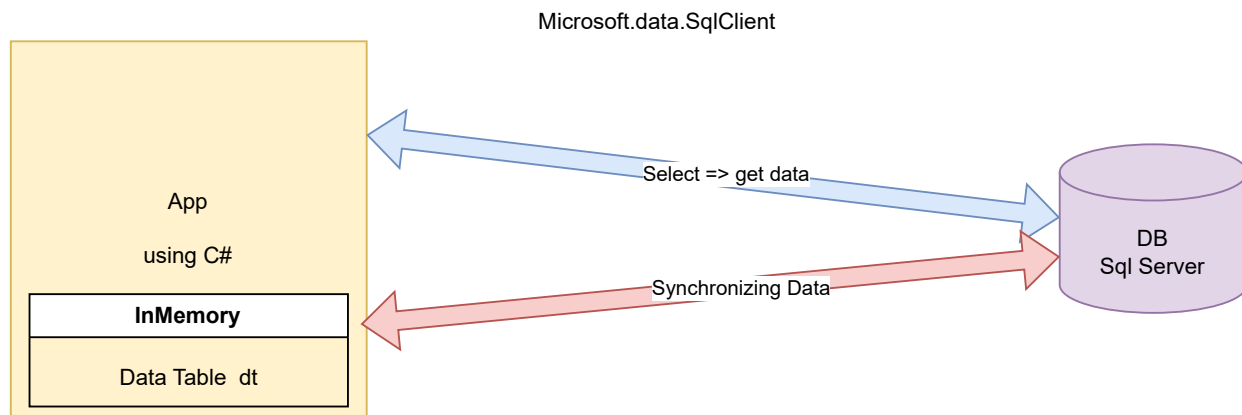 Microsoft.data.SqlClient
Select => get data
App
using C#
DB
Sql Server
Synchronizing Data
InMemory
Data Table dt